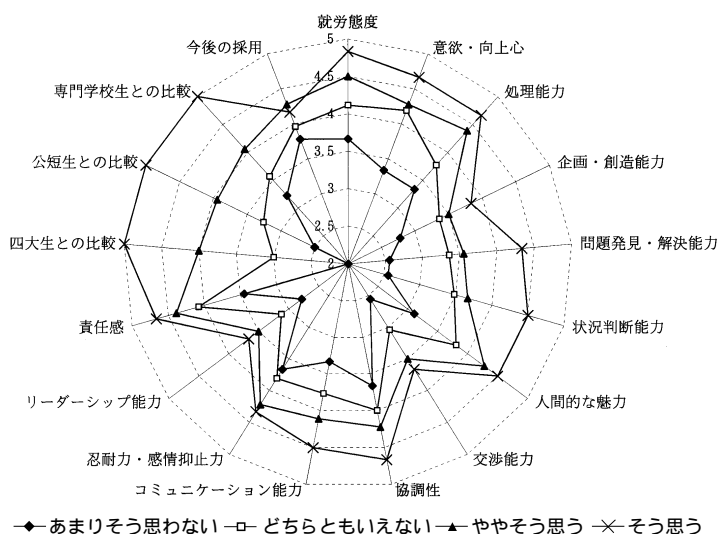 就労態度
今後の採用
意欲・向上心
専門学校生との比較
処理能力
公短生との比較
企画・創造能力
四大生との比較
問題発見・解決能力
責任感
状況判断能力
リーダーシップ能力
人間的な魅力
忍耐力・感情抑止力
交渉能力
コミュニケーション能力
協調性
5
4.5
4
3.5
3
2.5
2
あまりそう思わない どちらともいえない ややそう思う そう思う